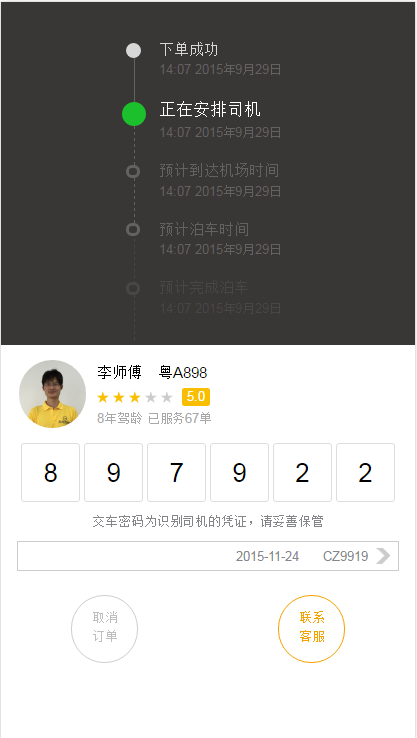 下单成功
14:07 2015年9月29日
正在安排司机
14:07 2015年9月29日
预计到达机场时间
14:07 2015年9月29日
预计泊车时间
14:07 2015年9月29日
预计完成泊车
14:07 2015年9月29日
李师傅 粤A898
5.0
8年驾龄 已服务67单
8 9 7 9 2 2
交车密码为识别司机的凭证，请妥善保管
2015-11-24 CZ9919
取消
订单
联系
客服